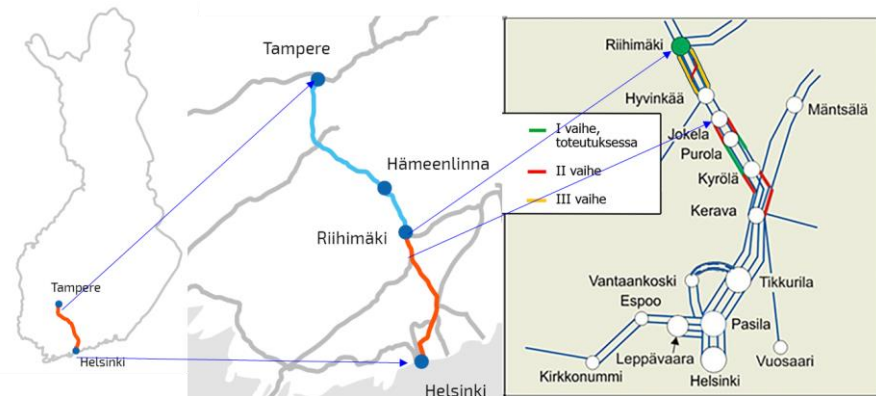 Tampere
Helsinki
Tampere
Hämeenlinna
Riihimäki
Helsinki
Riihimäki
Hyvinkää
Mäntsälä
I vaihe,
toteutuksessa
II vaihe
III vaihe
Jokela
Purola
Kyrölä
Kerava
Vantaankoski
Tikkurila
Espoo
Pasila
Leppävaara
Vuosaari
Kirkkonummi
Helsinki